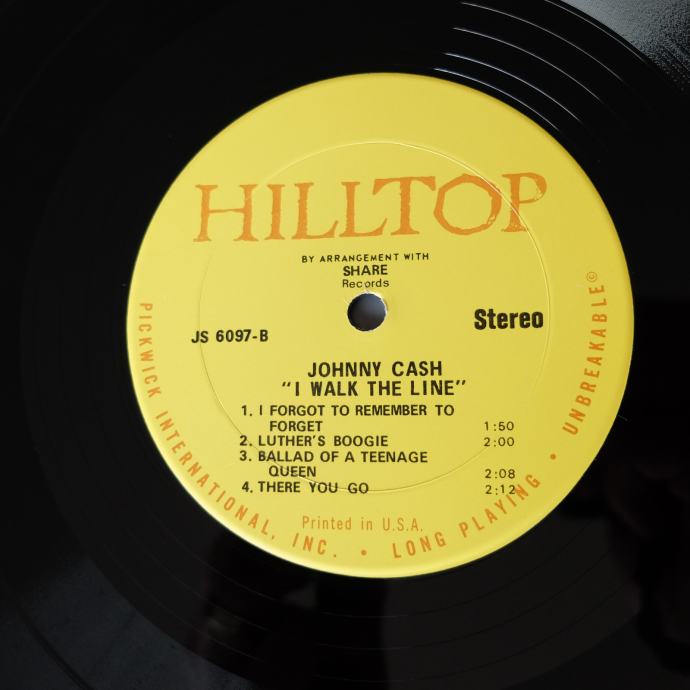 HILLTOP
BY ARRANGEMENT WITH
SHARE
Records
JS 6097-B
Stereo
JOHNNY CASH
"I WALK THE LINE"
1. I FORGOT TO REMEMBER TO
FORGET 1:50
2. LUTHER'S BOOGIE 2:00
3. BALLAD OF A TEENAGE
QUEEN 2:08
4. THERE YOU GO 2:12
Printed in U.S.A.
PICKWICK INTERNATIONAL, INC. • LONG PLAYING • UNBREAKABLE©